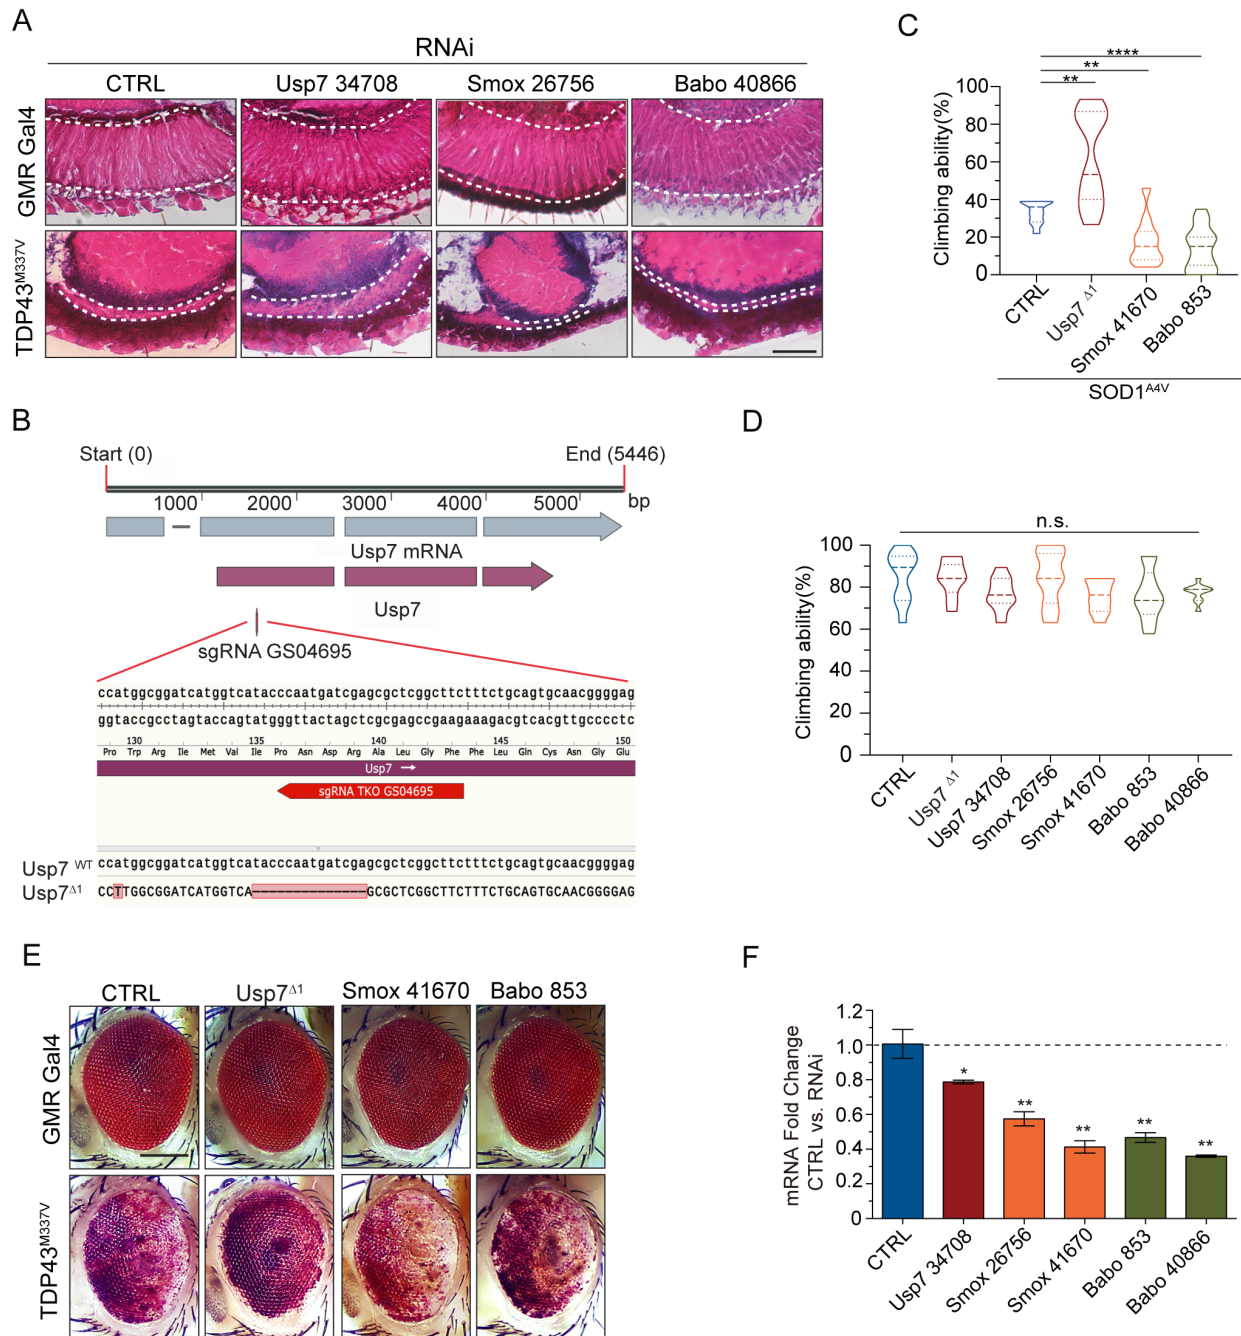 A
RNAi
CTRL
Usp7 34708
Smox 26756
Babo 40866
GMR Gal4
TDP43M337V
B
Start (0)
End (5446)
1000
2000
3000
4000
5000
bp
Usp7 mRNA
Usp7
sgRNA GS04695
ccatggcggatcatggtcatacccaatgatcgagcgctcggcttctttctgcagtgcaacggggag
ggtaccgcctagtaccagtatgggttactagctcgcgagccgaagaaagacgtcacgttgcccctc
130 135 140 145 150
Pro Trp Arg Ile Met Val Ile Pro Asn Asp Arg Ala Leu Gly Phe Phe Leu Gln Cys Asn Gly Glu
Usp7 →
sgRNA TKO GS04695
Usp7 WT
ccatggcggatcatggtcatacccaatgatcgagcgctcggcttctttctgcagtgcaacggggag
Usp7Δ1
CCTTGGCGGATCATGGTCA--------------GCGCTCGGCTTCTTTCTGCAGTGCAACGGGGAG
C
Climbing ability(%)
100
80
60
40
20
0
****
**
**
CTRL
Usp7 Δ1
Smox 41670
Babo 853
SOD1A4V
D
Climbing ability(%)
100
80
60
40
20
0
n.s.
CTRL
Usp7 Δ1
Usp7 34708
Smox 26756
Smox 41670
Babo 853
Babo 40866
E
CTRL
Usp7Δ1
Smox 41670
Babo 853
GMR Gal4
TDP43M337V
F
mRNA Fold Change
CTRL vs. RNAi
1.2
1.0
0.8
0.6
0.4
0.2
0
*
**
**
**
**
CTRL
Usp7 34708
Smox 26756
Smox 41670
Babo 853
Babo 40866